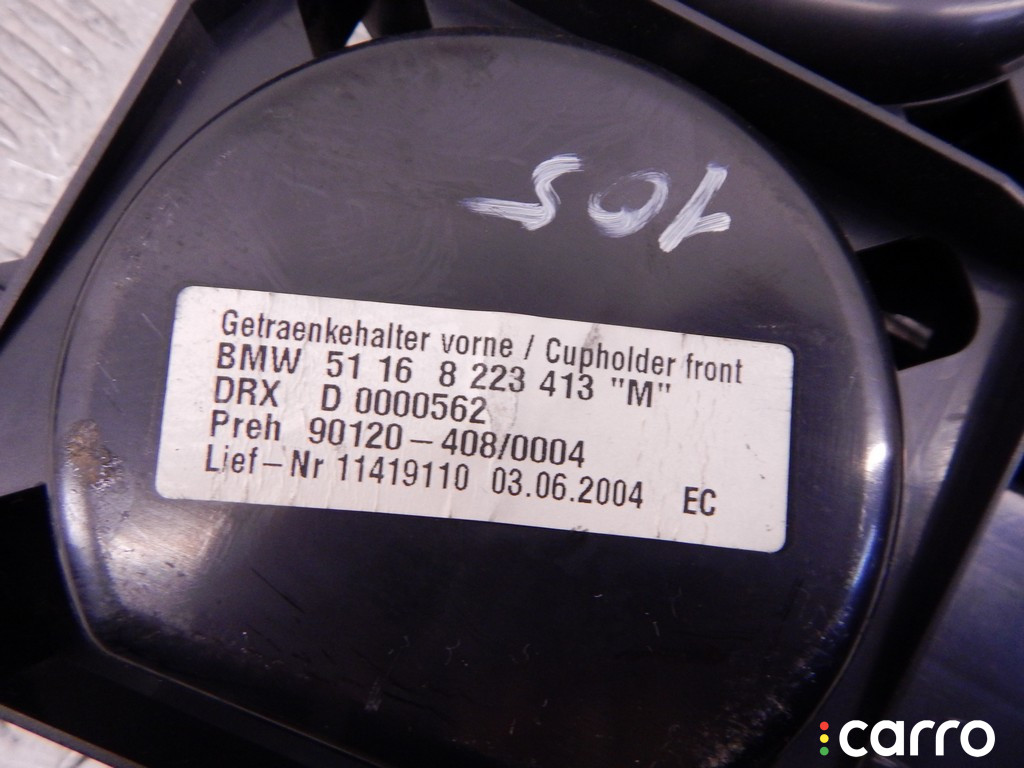 105
Getraenkehalter vorne / Cupholder front
BMW 51 16 8 223 413 "M"
DRX D 0000562
Preh 90120-408/0004
Lief-Nr 11419110 03.06.2004 EC
carro